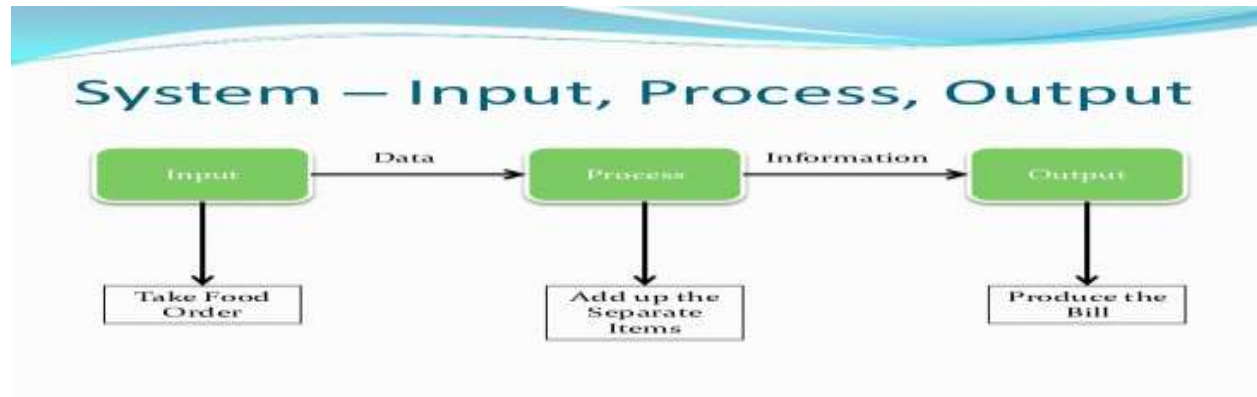 System – Input, Process, Output
Data
Information
Input
Process
Output
Take Food
Order
Add up the
Separate
Items
Produce the
Bill